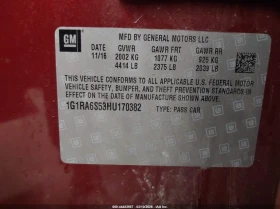 GM
MFD BY GENERAL MOTORS LLC
DATE GVWR GAWR FRT GAWR RR
11/16 2002 KG 1077 KG 925 KG
4414 LB 2375 LB 2039 LB
THIS VEHICLE CONFORMS TO ALL APPLICABLE U.S. FEDERAL MOTOR
VEHICLE SAFETY, BUMPER, AND THEFT PREVENTION STANDARDS IN
EFFECT ON THE DATE OF MANUFACTURE SHOWN ABOVE.
1G1RA6S53HU170382 TYPE: PASS CAR